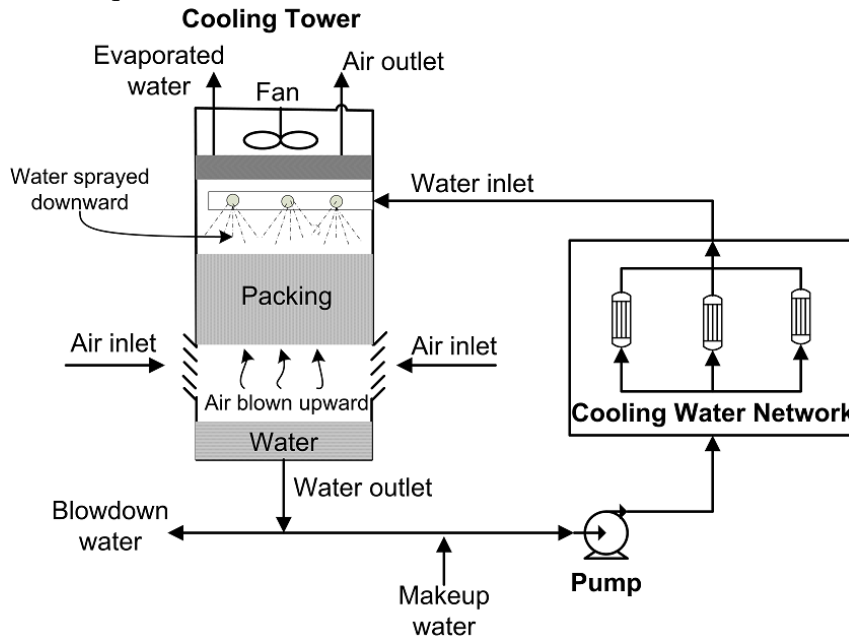 Cooling Tower
Evaporated
water
Air outlet
Fan
Water sprayed
downward
Water inlet
Packing
Air inlet
Air inlet
Air blown upward
Cooling Water Network
Water
Water outlet
Blowdown
water
Pump
Makeup
water